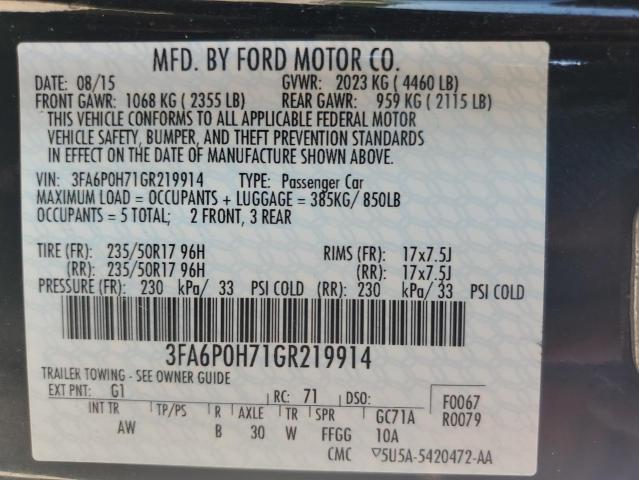 MFD. BY FORD MOTOR CO.
DATE: 08/15 GVWR: 2023 KG ( 4460 LB)
FRONT GAWR: 1068 KG ( 2355 LB) REAR GAWR: 959 KG ( 2115 LB)
THIS VEHICLE CONFORMS TO ALL APPLICABLE FEDERAL MOTOR
VEHICLE SAFETY, BUMPER, AND THEFT PREVENTION STANDARDS
IN EFFECT ON THE DATE OF MANUFACTURE SHOWN ABOVE.
VIN: 3FA6P0H71GR219914 TYPE: Passenger Car
MAXIMUM LOAD = OCCUPANTS + LUGGAGE = 385KG/ 850LB
OCCUPANTS = 5 TOTAL; 2 FRONT, 3 REAR
TIRE (FR): 235/50R17 96H RIMS (FR): 17x7.5J
(RR): 235/50R17 96H (RR): 17x7.5J
PRESSURE (FR): 230 kPa/ 33 PSI COLD (RR): 230 kPa/ 33 PSI COLD
3FA6P0H71GR219914
TRAILER TOWING - SEE OWNER GUIDE
EXT PNT: G1 RC: 71 DSO: F0067
INT TR TP/PS R AXLE TR SPR GC71A R0079
AW B 30 W FFGG 10A
CMC ▽5U5A-5420472-AA